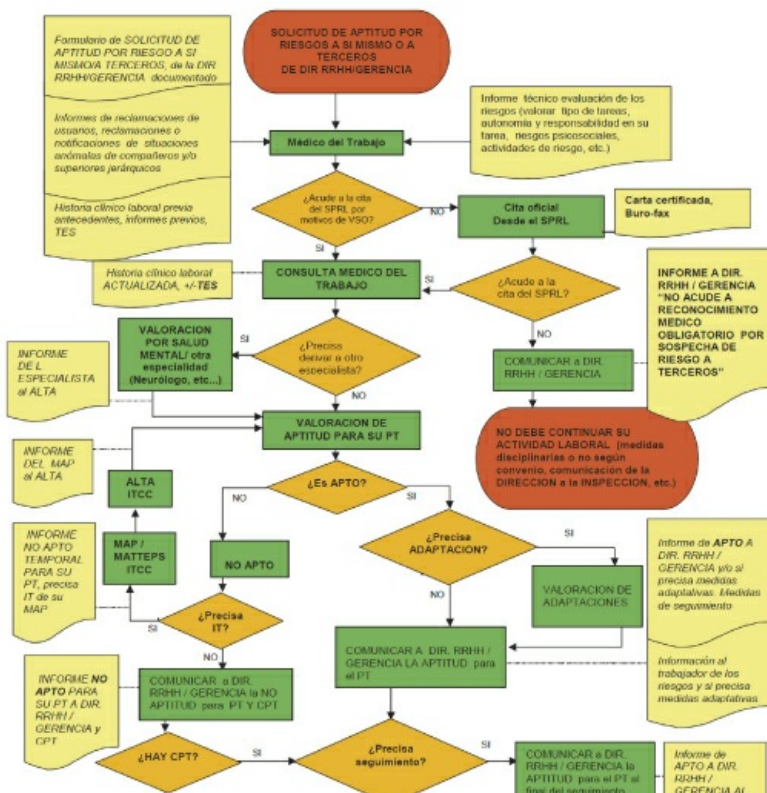 Formulario de SOLICITUD DE
APTITUD POR RIESGO A SI
MISMO/A TERCEROS, de la DIR
RRHH/GERENCIA documentado
Informes de reclamaciones de
usuarios, reclamaciones o
notificaciones de situaciones
anómalas de compañeros y/o
superiores jerárquicos
Historia clínico laboral previa
antecedentes, informes previos,
TES
SOLICITUD DE APTITUD POR
RIESGOS A SI MISMO O A
TERCEROS
DE DIR RRHH/GERENCIA
Informe técnico evaluación de los
riesgos (valorar tipo de tareas,
autonomía y responsabilidad en su
tarea, riesgos psicosociales,
actividades de riesgo, etc.)
Médico del Trabajo
¿Acude a la cita
del SPRL por
motivos de VSO?
NO
SI
Cita oficial
Desde el SPRL
Carta certificada,
Buro-fax
Historia clínico laboral
ACTUALIZADA, +/-TES
CONSULTA MEDICO DEL
TRABAJO
SI
¿Acude a la
cita del SPRL?
NO
INFORME A DIR.
RRHH / GERENCIA
"NO ACUDE A
RECONOCIMIENTO
MEDICO
OBLIGATORIO POR
SOSPECHA DE
RIESGO A
TERCEROS"
VALORACION
POR SALUD
MENTAL/ otra
especialidad
(Neurólogo, etc...)
SI
¿Precisa
derivar a otro
especialista?
NO
COMUNICAR a DIR.
RRHH / GERENCIA
INFORME
DE L
ESPECIALISTA
al ALTA
VALORACION DE
APTITUD PARA SU PT
NO DEBE CONTINUAR SU
ACTIVIDAD LABORAL (medidas
disciplinarias o no según
convenio, comunicación de la
DIRECCION a la INSPECCION, etc.)
INFORME
DEL MAP
al ALTA
ALTA
ITCC
¿Es APTO?
NO
SI
INFORME
NO APTO
TEMPORAL
PARA SU
PT, precisa
IT de su
MAP
MAP /
MATTEPS
ITCC
NO APTO
¿Precisa
ADAPTACION?
SI
NO
VALORACION DE
ADAPTACIONES
Informe de APTO A
DIR. RRHH /
GERENCIA y/o si
precisa medidas
adaptativas. Medidas
de seguimiento
¿Precisa
IT?
SI
NO
COMUNICAR A DIR. RRHH /
GERENCIA LA APTITUD para
el PT
Información al
trabajador de los
riesgos y si precisa
medidas adaptativas
INFORME NO
APTO PARA
SU PT A DIR.
RRHH /
GERENCIA y
CPT
COMUNICAR a DIR.
RRHH / GERENCIA la NO
APTITUD para PT Y CPT
¿HAY CPT?
SI
¿Precisa
seguimiento?
SI
COMUNICAR a DIR.
RRHH / GERENCIA la
APTITUD para el PT al
final del seguimiento
Informe de
APTO A DIR.
RRHH /
GERENCIA AL